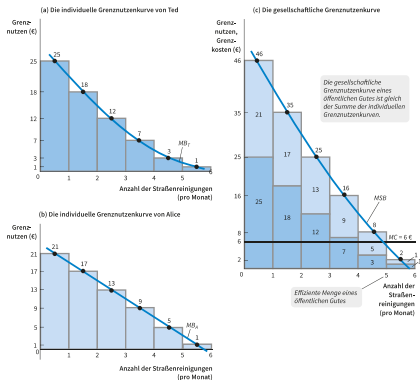 (a) Die individuelle Grenznutzenkurve von Ted
Grenz-
nutzen (€)
25
18
12
7
3
1
0
25
18
12
7
3
1
MB_T
1
2
3
4
5
6
Anzahl der Straßenreinigungen
(pro Monat)
(b) Die individuelle Grenznutzenkurve von Alice
Grenz-
nutzen (€)
21
17
13
9
5
1
0
21
17
13
9
5
1
MB_A
1
2
3
4
5
6
Anzahl der Straßenreinigungen
(pro Monat)
(c) Die gesellschaftliche Grenznutzenkurve
Grenz-
nutzen,
Grenz-
kosten (€)
46
35
25
16
8
6
2
0
46
35
25
16
8
2
21
17
13
9
5
1
25
18
12
7
3
Die gesellschaftliche
Grenznutzenkurve eines
öffentlichen Gutes ist gleich
der Summe der individuellen
Grenznutzenkurven.
MSB
MC = 6 €
1
2
3
4
5
6
Effiziente Menge eines
öffentlichen Gutes
Anzahl der
Straßen-
reinigungen
(pro Monat)